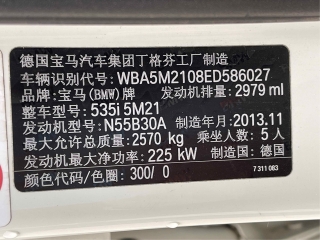 德国宝马汽车集团丁格芬工厂制造
车辆识别代号: WBA5M2108ED586027
品牌: 宝马(BMW)牌 发动机排量: 2979 ml
整车型号: 535i 5M21
发动机型号: N55B30A 制造年月: 2013.11
最大允许总质量: 2570 kg 乘坐人数: 5 人
发动机最大净功率: 225 kW 制造国: 德国
颜色代码/色圈: 300/ 0
7 311 083